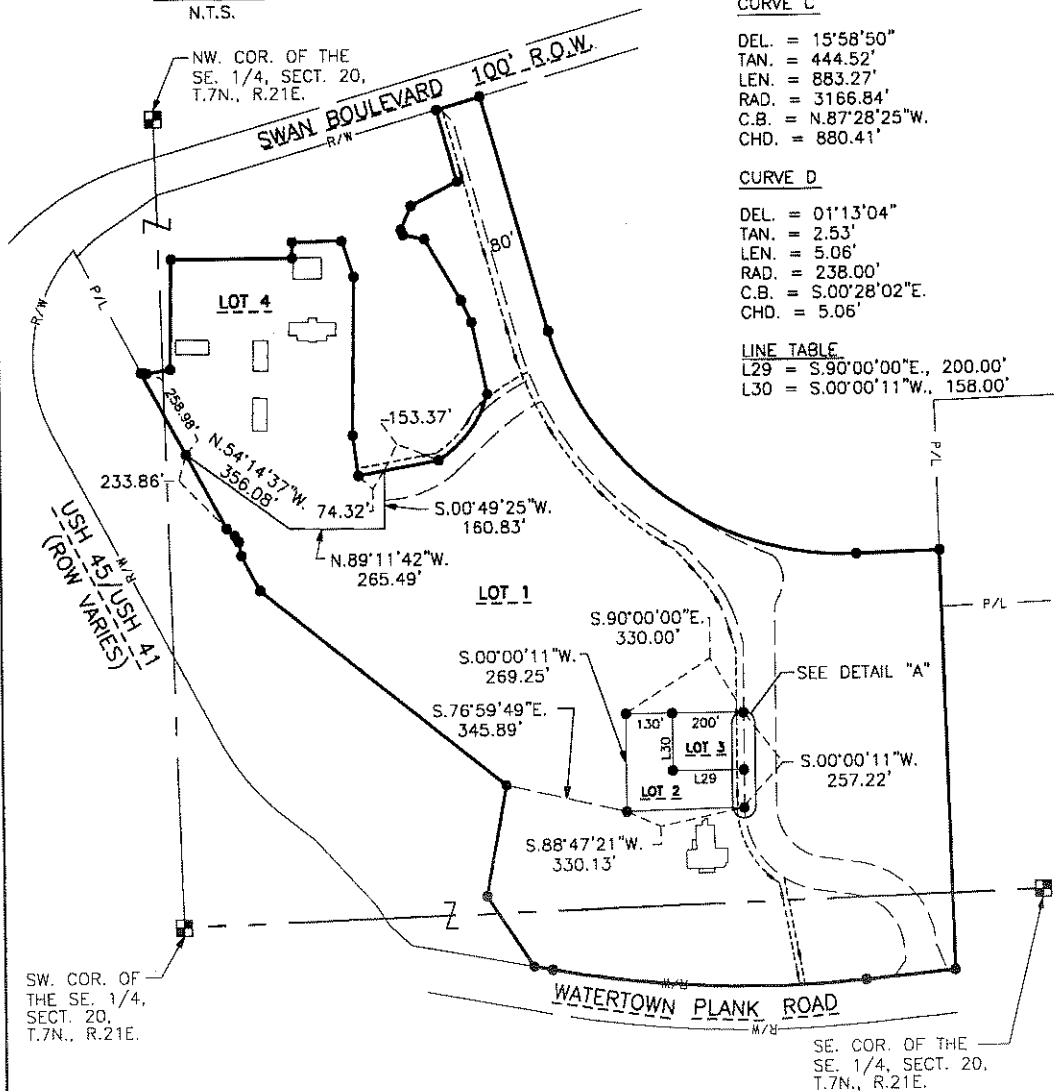 N.T.S.
NW. COR. OF THE
SE. 1/4, SECT. 20,
T.7N., R.21E.
SWAN BOULEVARD 100' R.O.W.
R/W
CURVE C
DEL. = 15°58'50"
TAN. = 444.52'
LEN. = 883.27'
RAD. = 3166.84'
C.B. = N.87°28'25"W.
CHD. = 880.41'
CURVE D
DEL. = 01°13'04"
TAN. = 2.53'
LEN. = 5.06'
RAD. = 238.00'
C.B. = S.00°28'02"E.
CHD. = 5.06'
LINE TABLE
L29 = S.90°00'00"E., 200.00'
L30 = S.00°00'11"W., 158.00'
80'
P/L
R/W
LOT 4
258.98'
N.54°14'37"W.
356.08'
233.86'
153.37'
74.32'
S.00°49'25"W.
160.83'
N.89°11'42"W.
265.49'
P/L
P/L
USH 45/USH 41
(ROW VARIES)
R/W
LOT 1
S.90°00'00"E.
330.00'
S.00°00'11"W.
269.25'
SEE DETAIL "A"
S.76°59'49"E.
345.89'
130'
200'
L30
LOT 3
L29
LOT 2
S.00°00'11"W.
257.22'
S.88°47'21"W.
330.13'
SW. COR. OF
THE SE. 1/4,
SECT. 20,
T.7N., R.21E.
R/W
WATERTOWN PLANK ROAD
R/W
SE. COR. OF THE
SE. 1/4, SECT. 20,
T.7N., R.21E.